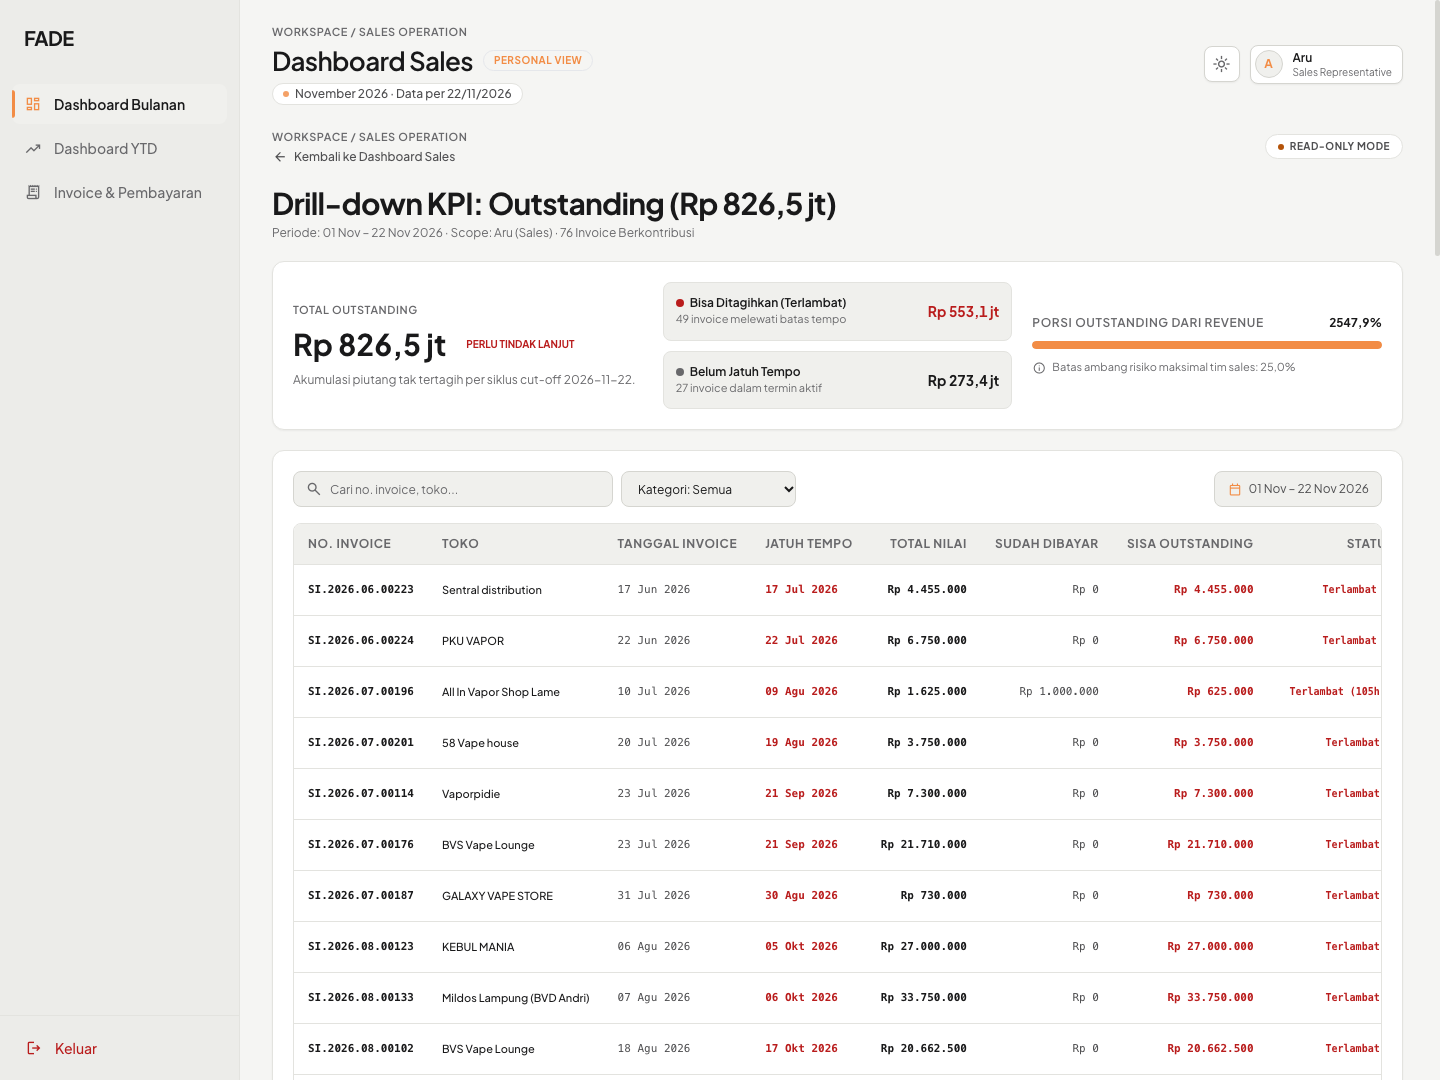 FADE
Dashboard Bulanan
Dashboard YTD
Invoice & Pembayaran
Keluar
WORKSPACE / SALES OPERATION
Dashboard Sales PERSONAL VIEW
November 2026 · Data per 22/11/2026
A Aru
Sales Representative
WORKSPACE / SALES OPERATION
Kembali ke Dashboard Sales
READ-ONLY MODE
Drill-down KPI: Outstanding (Rp 826,5 jt)
Periode: 01 Nov – 22 Nov 2026 · Scope: Aru (Sales) · 76 Invoice Berkontribusi
TOTAL OUTSTANDING
Rp 826,5 jt PERLU TINDAK LANJUT
Akumulasi piutang tak tertagih per siklus cut-off 2026-11-22.
Bisa Ditagihkan (Terlambat)
49 invoice melewati batas tempo
Rp 553,1 jt
Belum Jatuh Tempo
27 invoice dalam termin aktif
Rp 273,4 jt
PORSI OUTSTANDING DARI REVENUE 2547,9%
Batas ambang risiko maksimal tim sales: 25,0%
Cari no. invoice, toko... Kategori: Semua 01 Nov – 22 Nov 2026
NO. INVOICE TOKO TANGGAL INVOICE JATUH TEMPO TOTAL NILAI SUDAH DIBAYAR SISA OUTSTANDING STATU
SI.2026.06.00223 Sentral distribution 17 Jun 2026 17 Jul 2026 Rp 4.455.000 Rp 0 Rp 4.455.000 Terlambat
SI.2026.06.00224 PKU VAPOR 22 Jun 2026 22 Jul 2026 Rp 6.750.000 Rp 0 Rp 6.750.000 Terlambat
SI.2026.07.00196 All In Vapor Shop Lame 10 Jul 2026 09 Agu 2026 Rp 1.625.000 Rp 1.000.000 Rp 625.000 Terlambat (105h
SI.2026.07.00201 58 Vape house 20 Jul 2026 19 Agu 2026 Rp 3.750.000 Rp 0 Rp 3.750.000 Terlambat
SI.2026.07.00114 Vaporpidie 23 Jul 2026 21 Sep 2026 Rp 7.300.000 Rp 0 Rp 7.300.000 Terlambat
SI.2026.07.00176 BVS Vape Lounge 23 Jul 2026 21 Sep 2026 Rp 21.710.000 Rp 0 Rp 21.710.000 Terlambat
SI.2026.07.00187 GALAXY VAPE STORE 31 Jul 2026 30 Agu 2026 Rp 730.000 Rp 0 Rp 730.000 Terlambat
SI.2026.08.00123 KEBUL MANIA 06 Agu 2026 05 Okt 2026 Rp 27.000.000 Rp 0 Rp 27.000.000 Terlambat
SI.2026.08.00133 Mildos Lampung (BVD Andri) 07 Agu 2026 06 Okt 2026 Rp 33.750.000 Rp 0 Rp 33.750.000 Terlambat
SI.2026.08.00102 BVS Vape Lounge 18 Agu 2026 17 Okt 2026 Rp 20.662.500 Rp 0 Rp 20.662.500 Terlambat